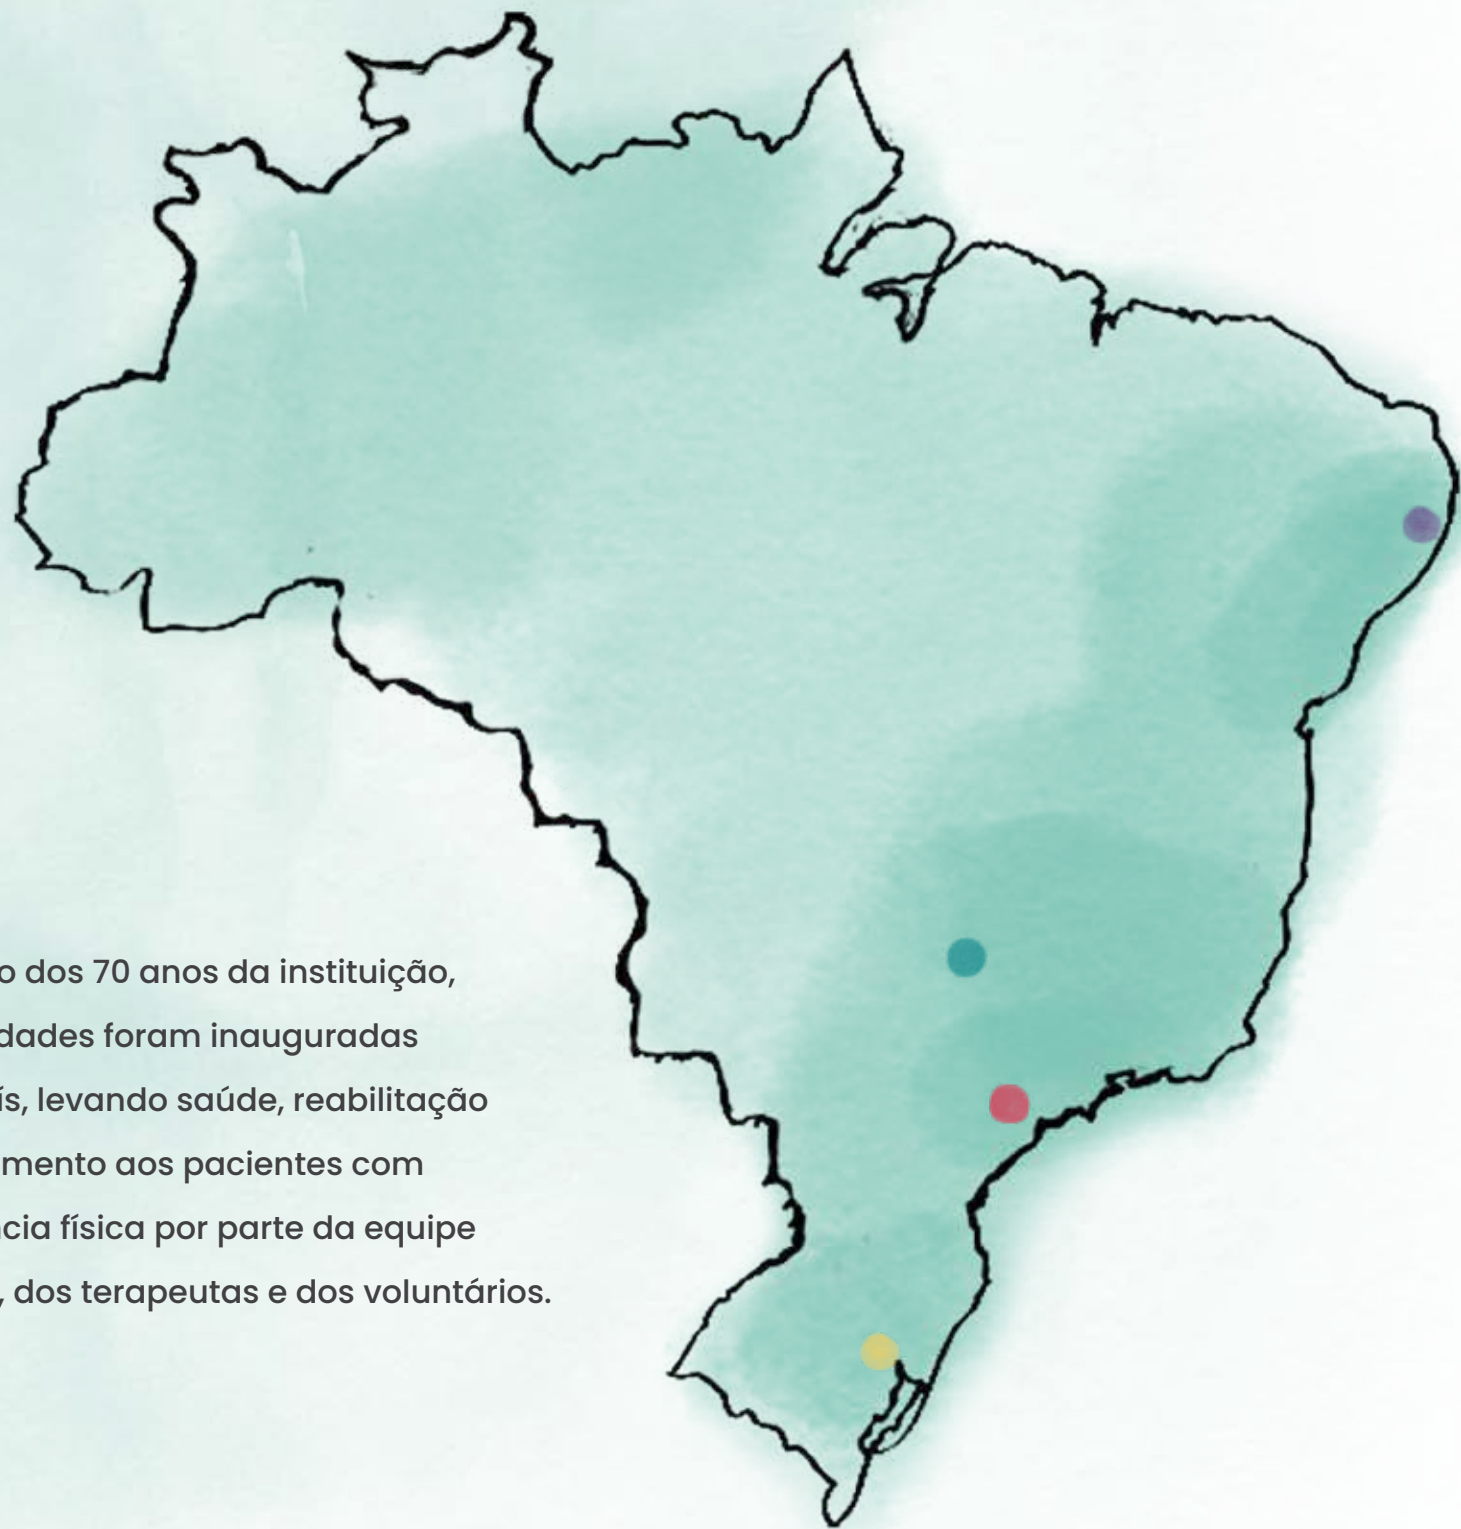 o dos 70 anos da instituição,
dades foram inauguradas
ís, levando saúde, reabilitação
mento aos pacientes com
cia física por parte da equipe
, dos terapeutas e dos voluntários.